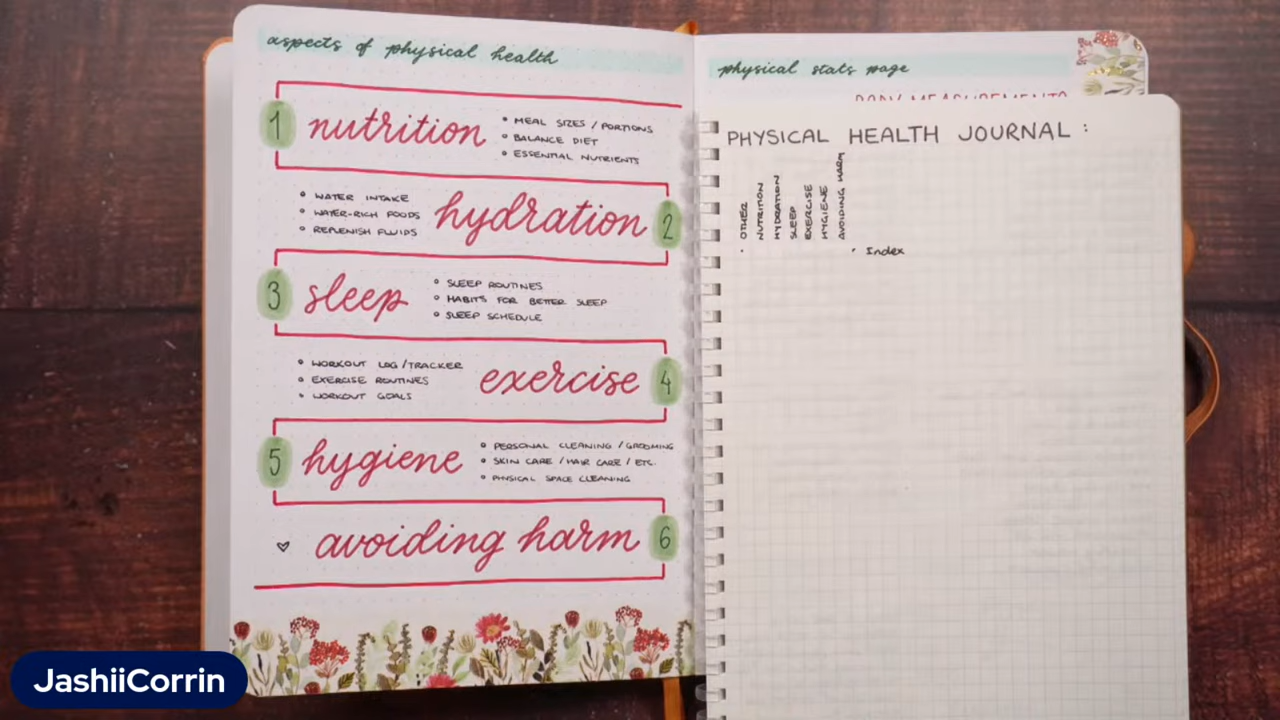 aspects of physical health
1 nutrition
• MEAL SIZES / PORTIONS
• BALANCE DIET
• ESSENTIAL NUTRIENTS
• WATER INTAKE
• WATER-RICH FOODS
• REPLENISH FLUIDS
hydration 2
3 sleep
• SLEEP ROUTINES
• HABITS FOR BETTER SLEEP
• SLEEP SCHEDULE
• WORKOUT LOG/TRACKER
• EXERCISE ROUTINES
• WORKOUT GOALS
exercise 4
5 hygiene
• PERSONAL CLEANING / GROOMING
• SKIN CARE / HAIR CARE / ETC.
• PHYSICAL SPACE CLEANING
avoiding harm 6
physical stats page
BODY MEASUREMENTS
PHYSICAL HEALTH JOURNAL :
OTHER
NUTRITION
HYDRATION
SLEEP
EXERCISE
HYGIENE
AVOIDING HARM
• Index
JashiiCorrin